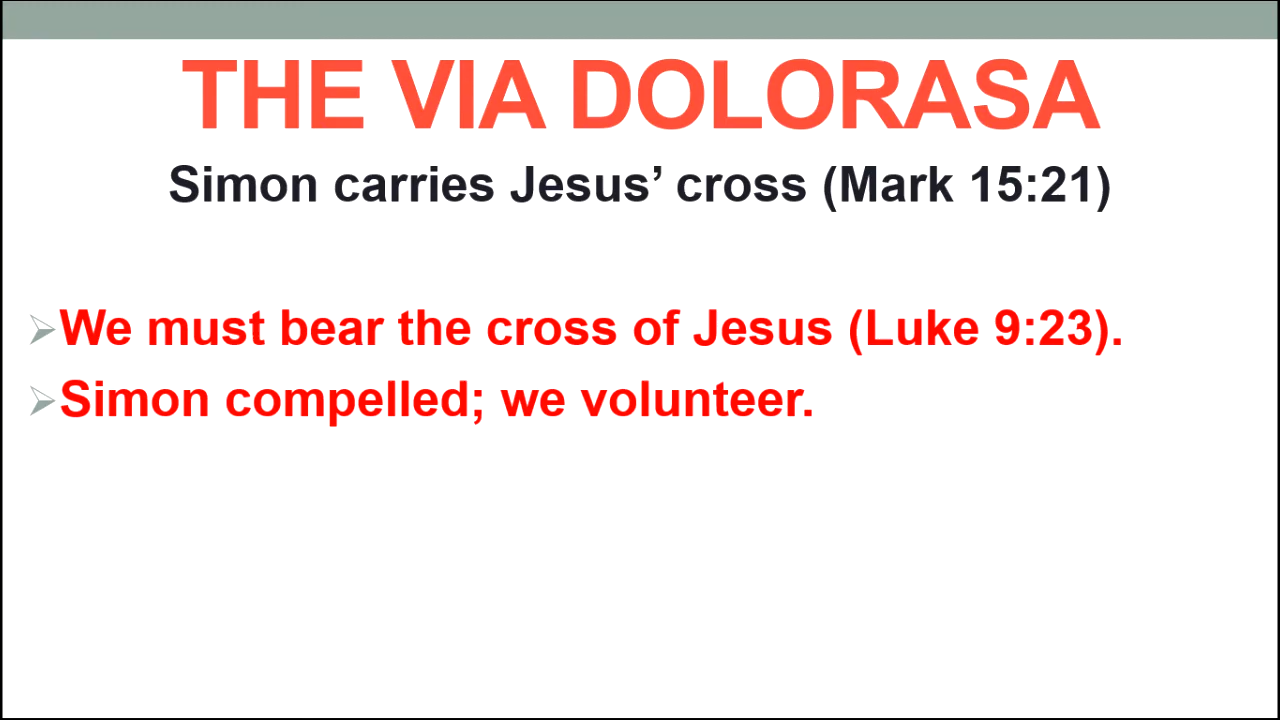 THE VIA DOLORASA
Simon carries Jesus’ cross (Mark 15:21)
We must bear the cross of Jesus (Luke 9:23).
Simon compelled; we volunteer.